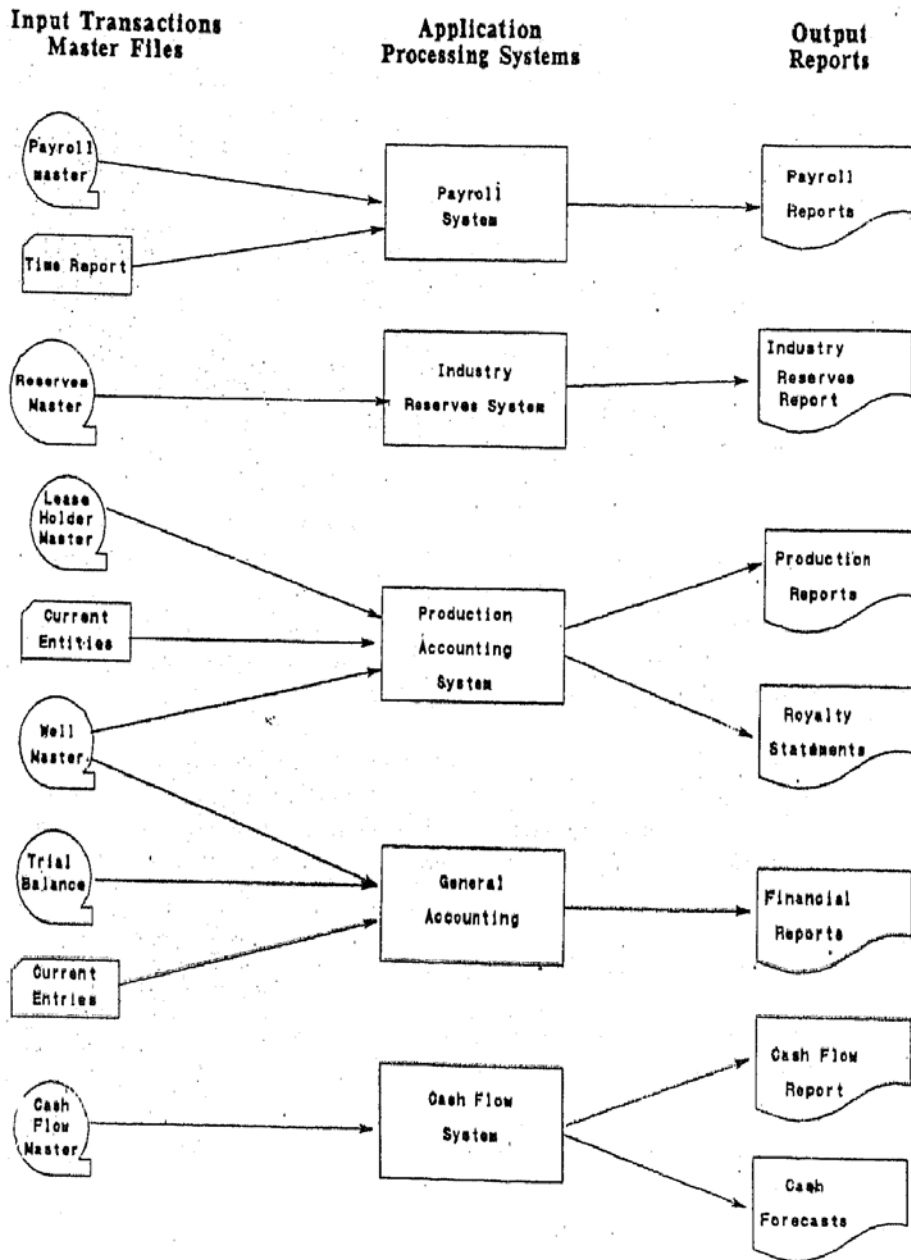 Input Transactions
Master Files
Application
Processing Systems
Output
Reports
Payroll
master
Time Report
Payroll
System
Payroll
Reports
Reserves
Master
Industry
Reserves System
Industry
Reserves
Report
Lease
Holder
Master
Current
Entities
Well
Master
Production
Accounting
System
Production
Reports
Royalty
Statements
Trial
Balance
Current
Entries
General
Accounting
Financial
Reports
Cash
Flow
Master
Cash Flow
System
Cash Flow
Report
Cash
Forecasts